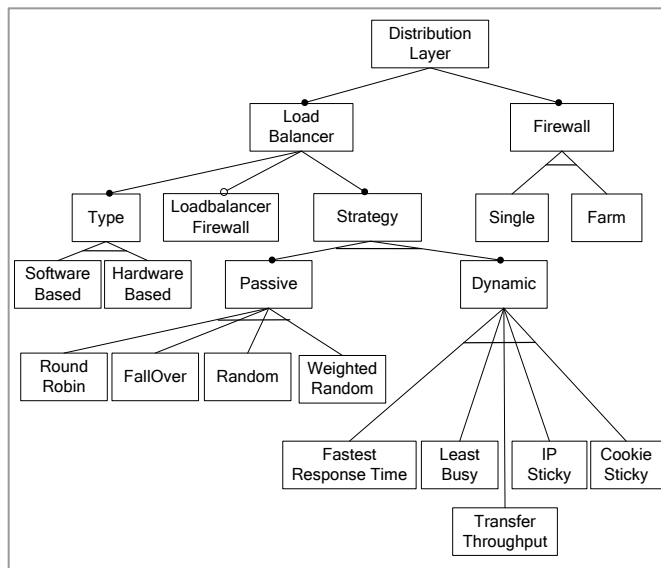 Distribution
Layer
Load
Balancer
Firewall
Type
Loadbalancer
Firewall
Strategy
Single
Farm
Software
Based
Hardware
Based
Passive
Dynamic
Round
Robin
FallOver
Random
Weighted
Random
Fastest
Response Time
Least
Busy
IP
Sticky
Cookie
Sticky
Transfer
Throughput